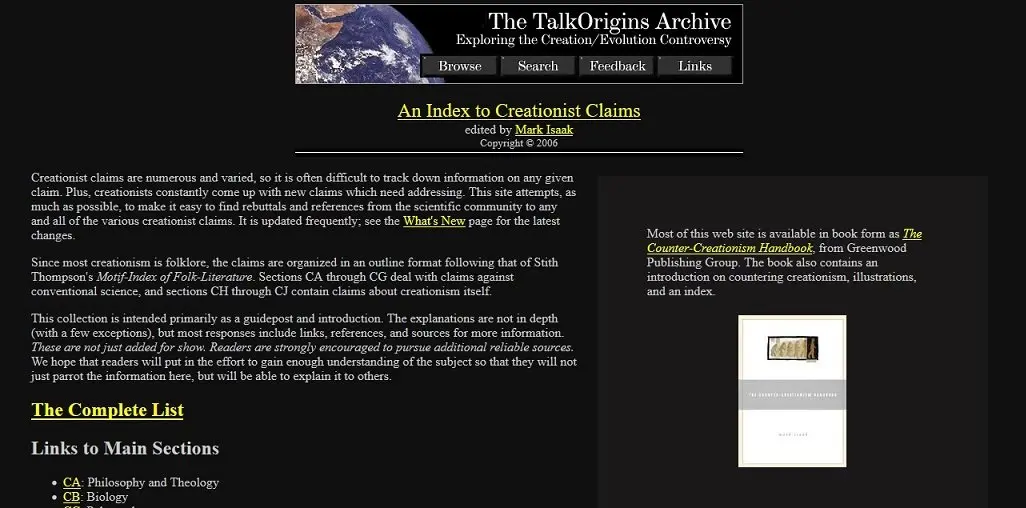 The TalkOrigins Archive
Exploring the Creation/Evolution Controversy
Browse Search Feedback Links
An Index to Creationist Claims
edited by Mark Isaak
Copyright © 2006
Creationist claims are numerous and varied, so it is often difficult to track down information on any given
claim. Plus, creationists constantly come up with new claims which need addressing. This site attempts, as
much as possible, to make it easy to find rebuttals and references from the scientific community to any
and all of the various creationist claims. It is updated frequently; see the What's New page for the latest
changes.
Since most creationism is folklore, the claims are organized in an outline format following that of Stith
Thompson's Motif-Index of Folk-Literature. Sections CA through CG deal with claims against
conventional science, and sections CH through CJ contain claims about creationism itself.
This collection is intended primarily as a guidepost and introduction. The explanations are not in depth
(with a few exceptions), but most responses include links, references, and sources for more information.
These are not just added for show. Readers are strongly encouraged to pursue additional reliable sources.
We hope that readers will put in the effort to gain enough understanding of the subject so that they will not
just parrot the information here, but will be able to explain it to others.
The Complete List
Links to Main Sections
CA: Philosophy and Theology
CB: Biology
Most of this web site is available in book form as The
Counter-Creationism Handbook, from Greenwood
Publishing Group. The book also contains an
introduction on countering creationism, illustrations,
and an index.
THE COUNTER-CREATIONISM HANDBOOK
MARK ISAAK